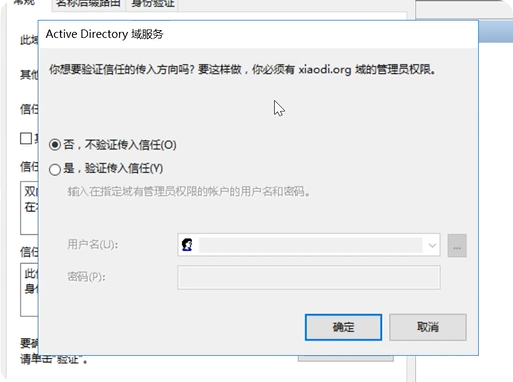 常规 名称后缀路由 身份验证
此域
Active Directory 域服务
你想要验证信任的传入方向吗? 要这样做，你必须有 xiaodi.org 域的管理员权限。
其他
信任
否，不验证传入信任(O)
是，验证传入信任(Y)
信任
输入在指定域有管理员权限的帐户的用户名和密码。
双向
在本
用户名(U):
...
信任
密码(P):
此信
身份
确定 取消
要确
请单击"验证"。